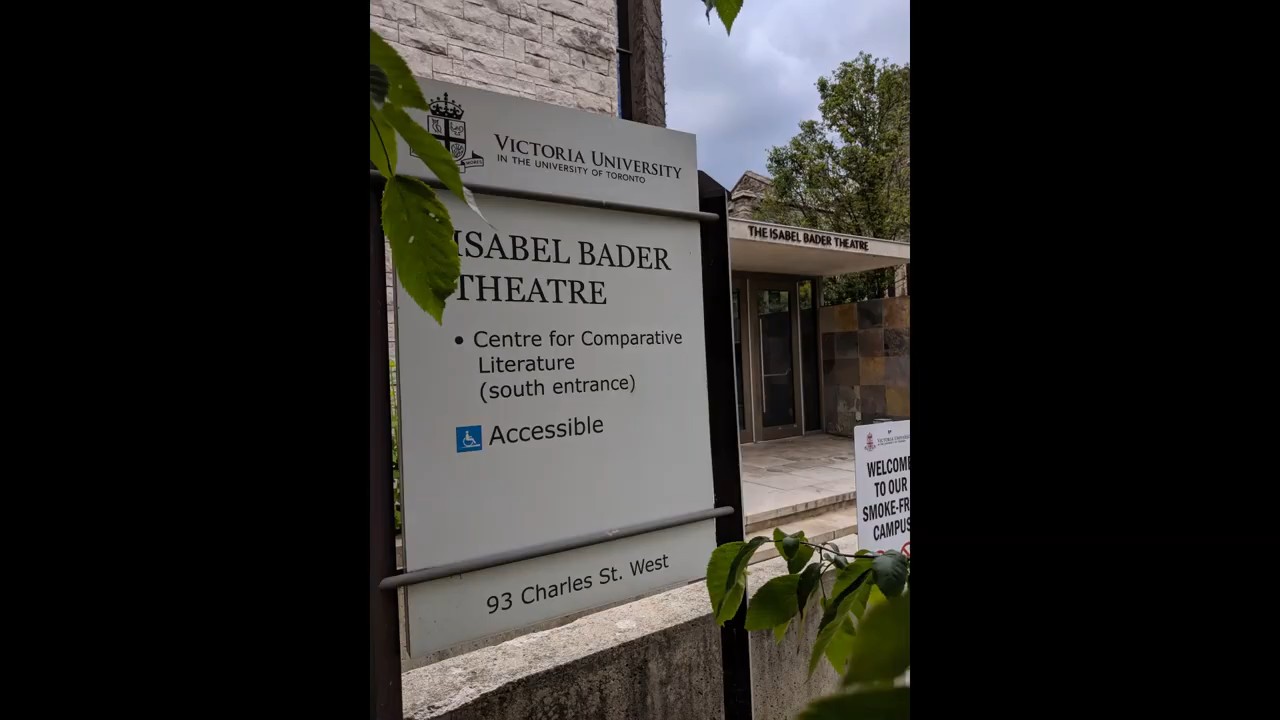 VICTORIA UNIVERSITY
IN THE UNIVERSITY OF TORONTO
ISABEL BADER
THEATRE
• Centre for Comparative
Literature
(south entrance)
Accessible
93 Charles St. West
THE ISABEL BADER THEATRE
WELCOME
TO OUR
SMOKE-FR
CAMPUS